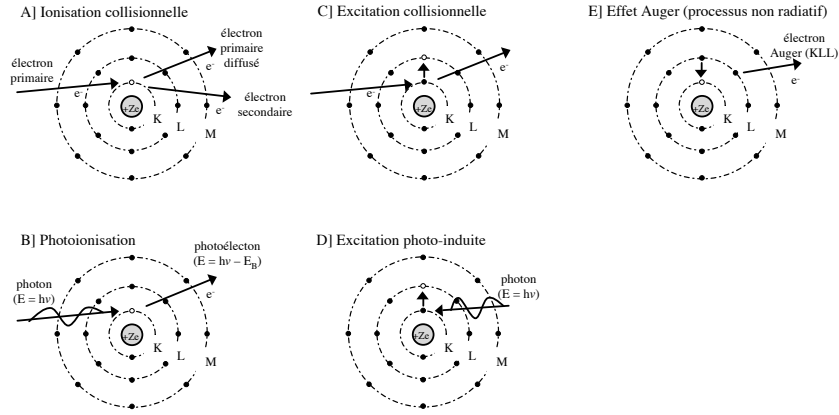 A] Ionisation collisionnelle
électron
primaire
diffusé
e-
électron
primaire
e-
électron
secondaire
e-
+Ze
K
L
M
C] Excitation collisionnelle
e-
e-
+Ze
K
L
M
E] Effet Auger (processus non radiatif)
électron
Auger (KLL)
e-
+Ze
K
L
M
B] Photoionisation
photoélecton
(E = hν – EB)
e-
photon
(E = hν)
+Ze
K
L
M
D] Excitation photo-induite
photon
(E = hν)
+Ze
K
L
M